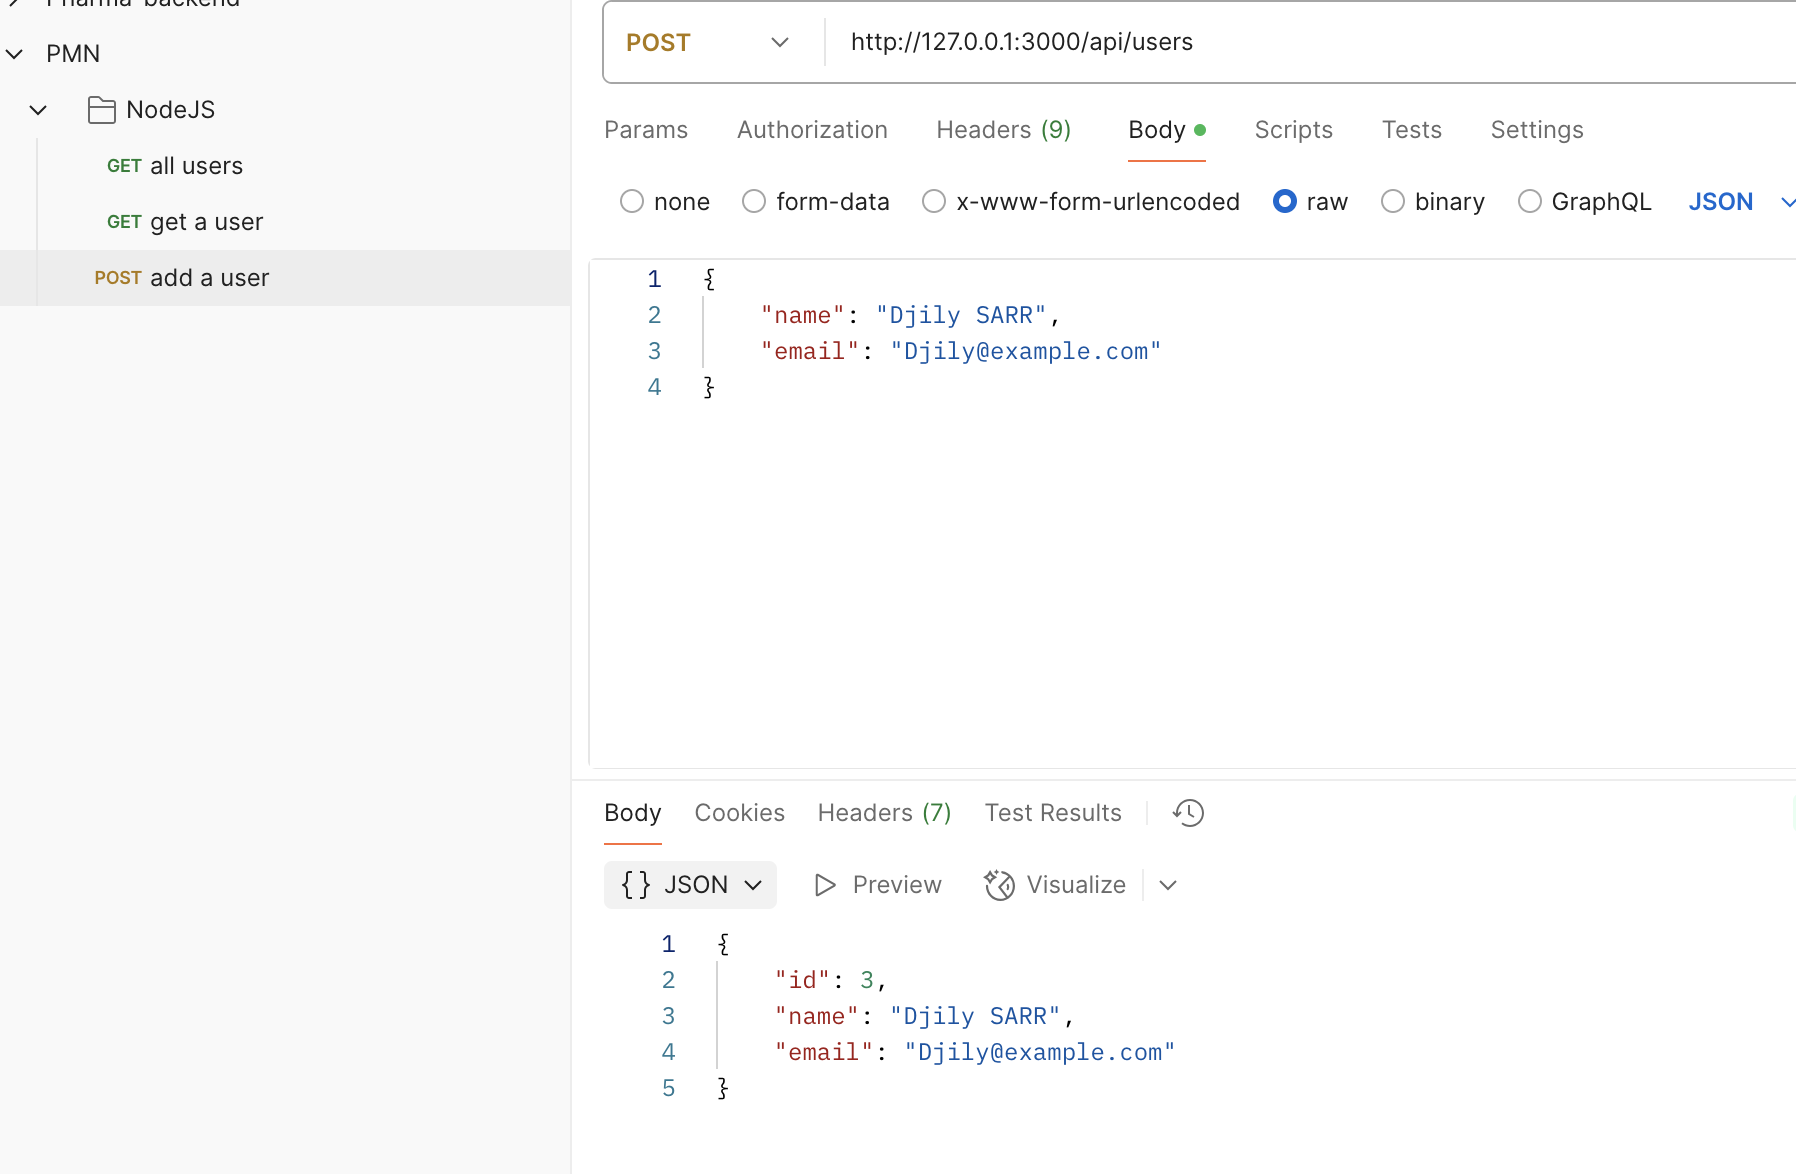 Pharma-backend
PMN
NodeJS
GET all users
GET get a user
POST add a user
POST http://127.0.0.1:3000/api/users
Params Authorization Headers (9) Body Scripts Tests Settings
none form-data x-www-form-urlencoded raw binary GraphQL JSON
1 {
2 "name": "Djily SARR",
3 "email": "Djily@example.com"
4 }
Body Cookies Headers (7) Test Results
{} JSON Preview Visualize
1 {
2 "id": 3,
3 "name": "Djily SARR",
4 "email": "Djily@example.com"
5 }